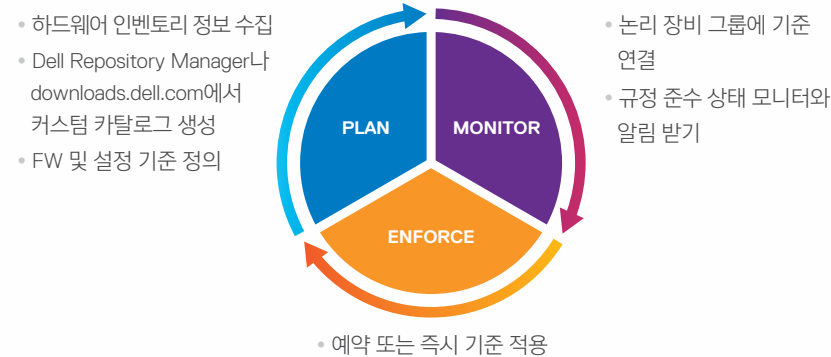 • 하드웨어 인벤토리 정보 수집
• Dell Repository Manager나
downloads.dell.com에서
커스텀 카탈로그 생성
• FW 및 설정 기준 정의
PLAN
MONITOR
ENFORCE
• 논리 장비 그룹에 기준
연결
• 규정 준수 상태 모니터와
알림 받기
• 예약 또는 즉시 기준 적용